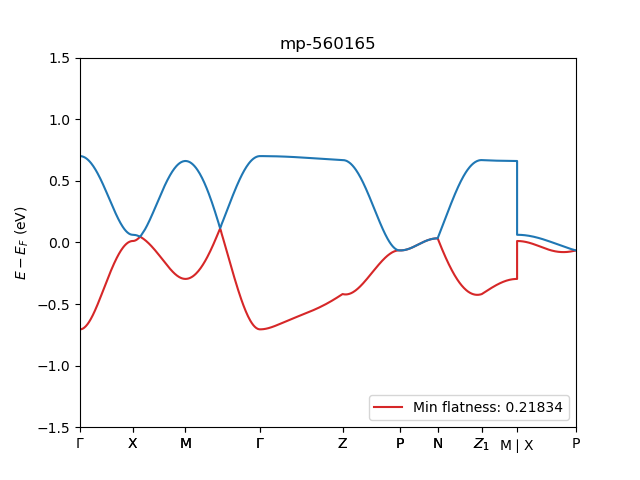 mp-560165
E − E_F (eV)
1.5
1.0
0.5
0.0
−0.5
−1.0
−1.5
Min flatness: 0.21834
Γ X M Γ Z P N Z₁ M | X P